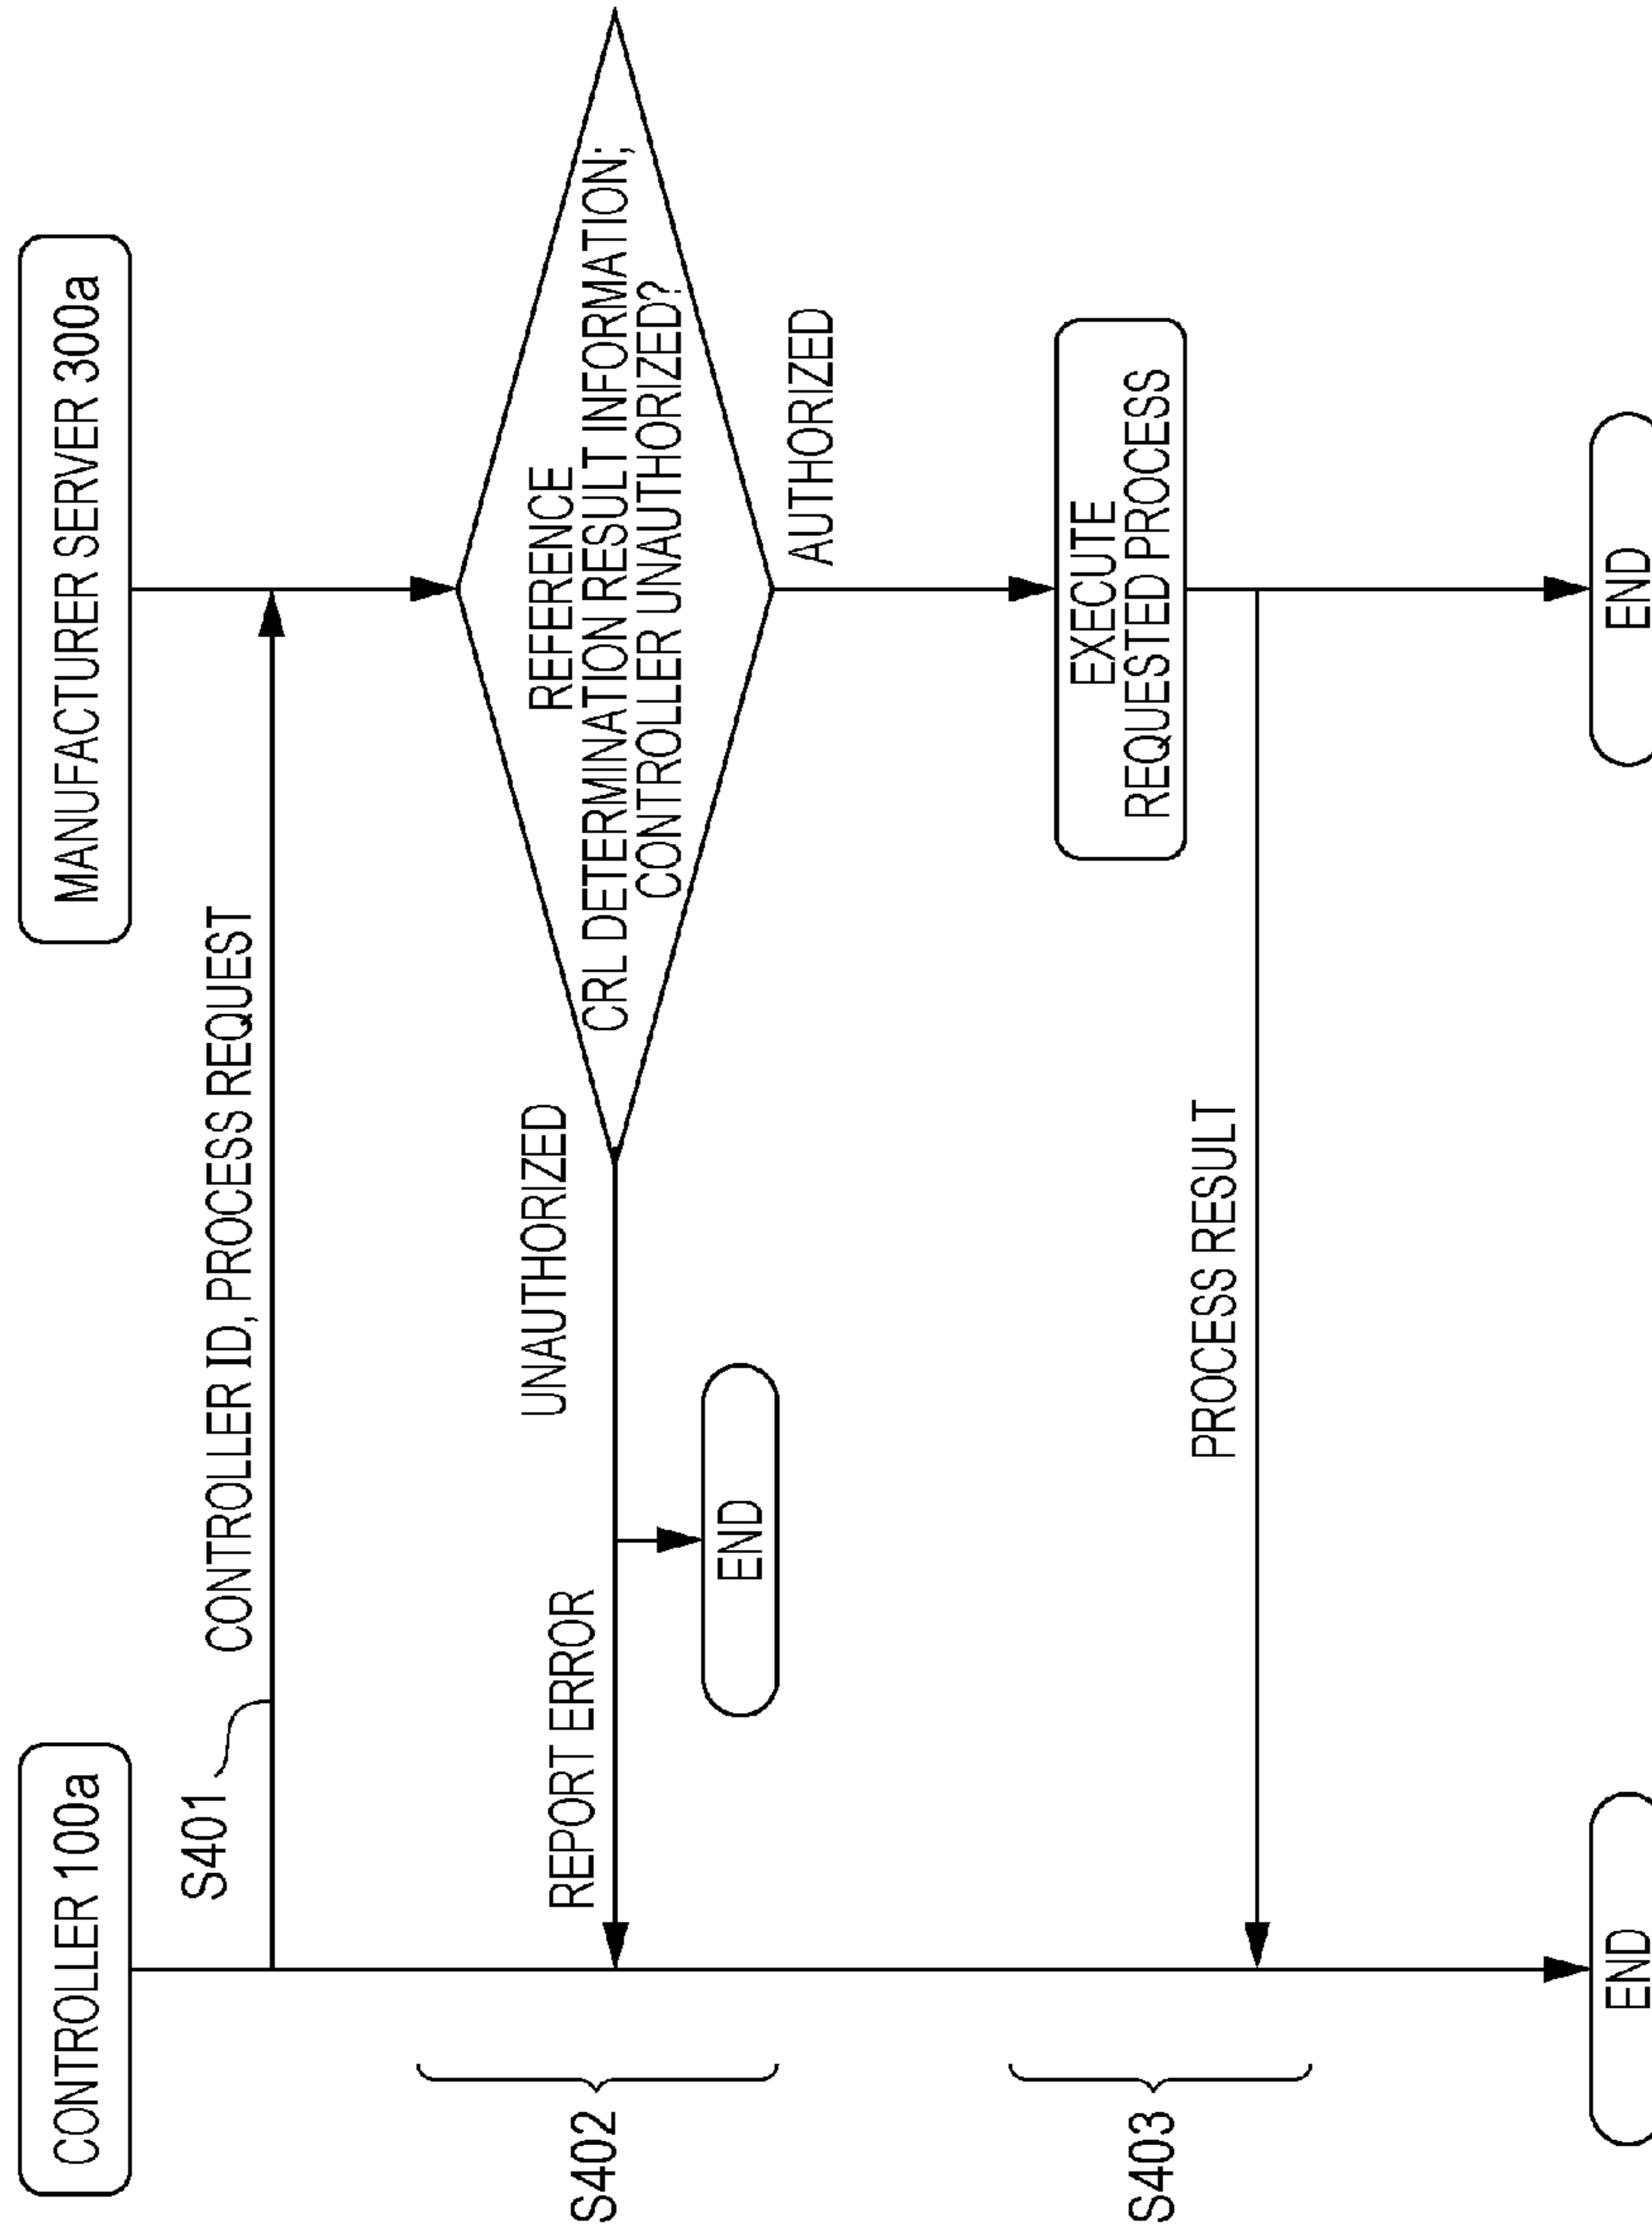 CONTROLLER 100a
MANUFACTURER SERVER 300a
S401
CONTROLLER ID, PROCESS REQUEST
S402
REFERENCE
CRL DETERMINATION RESULT INFORMATION;
CONTROLLER UNAUTHORIZED?
UNAUTHORIZED
REPORT ERROR
END
AUTHORIZED
S403
EXECUTE
REQUESTED PROCESS
PROCESS RESULT
END
END